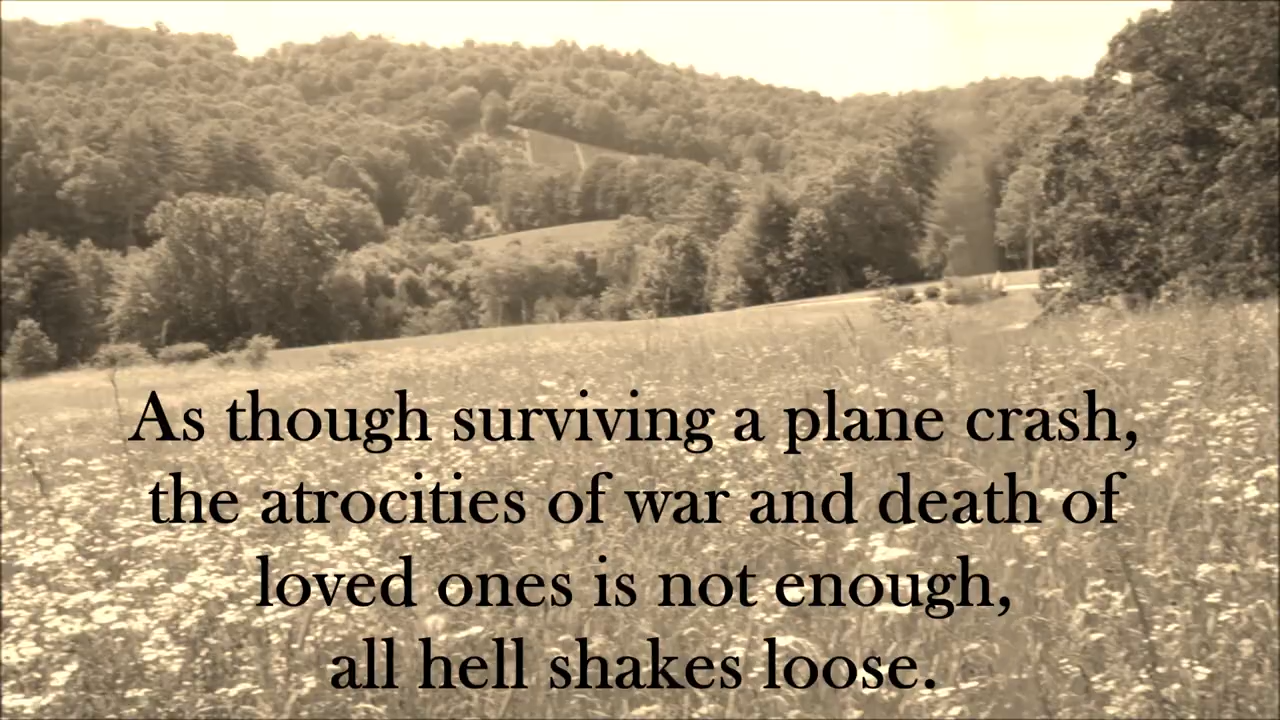 As though surviving a plane crash,
the atrocities of war and death of
loved ones is not enough,
all hell shakes loose.